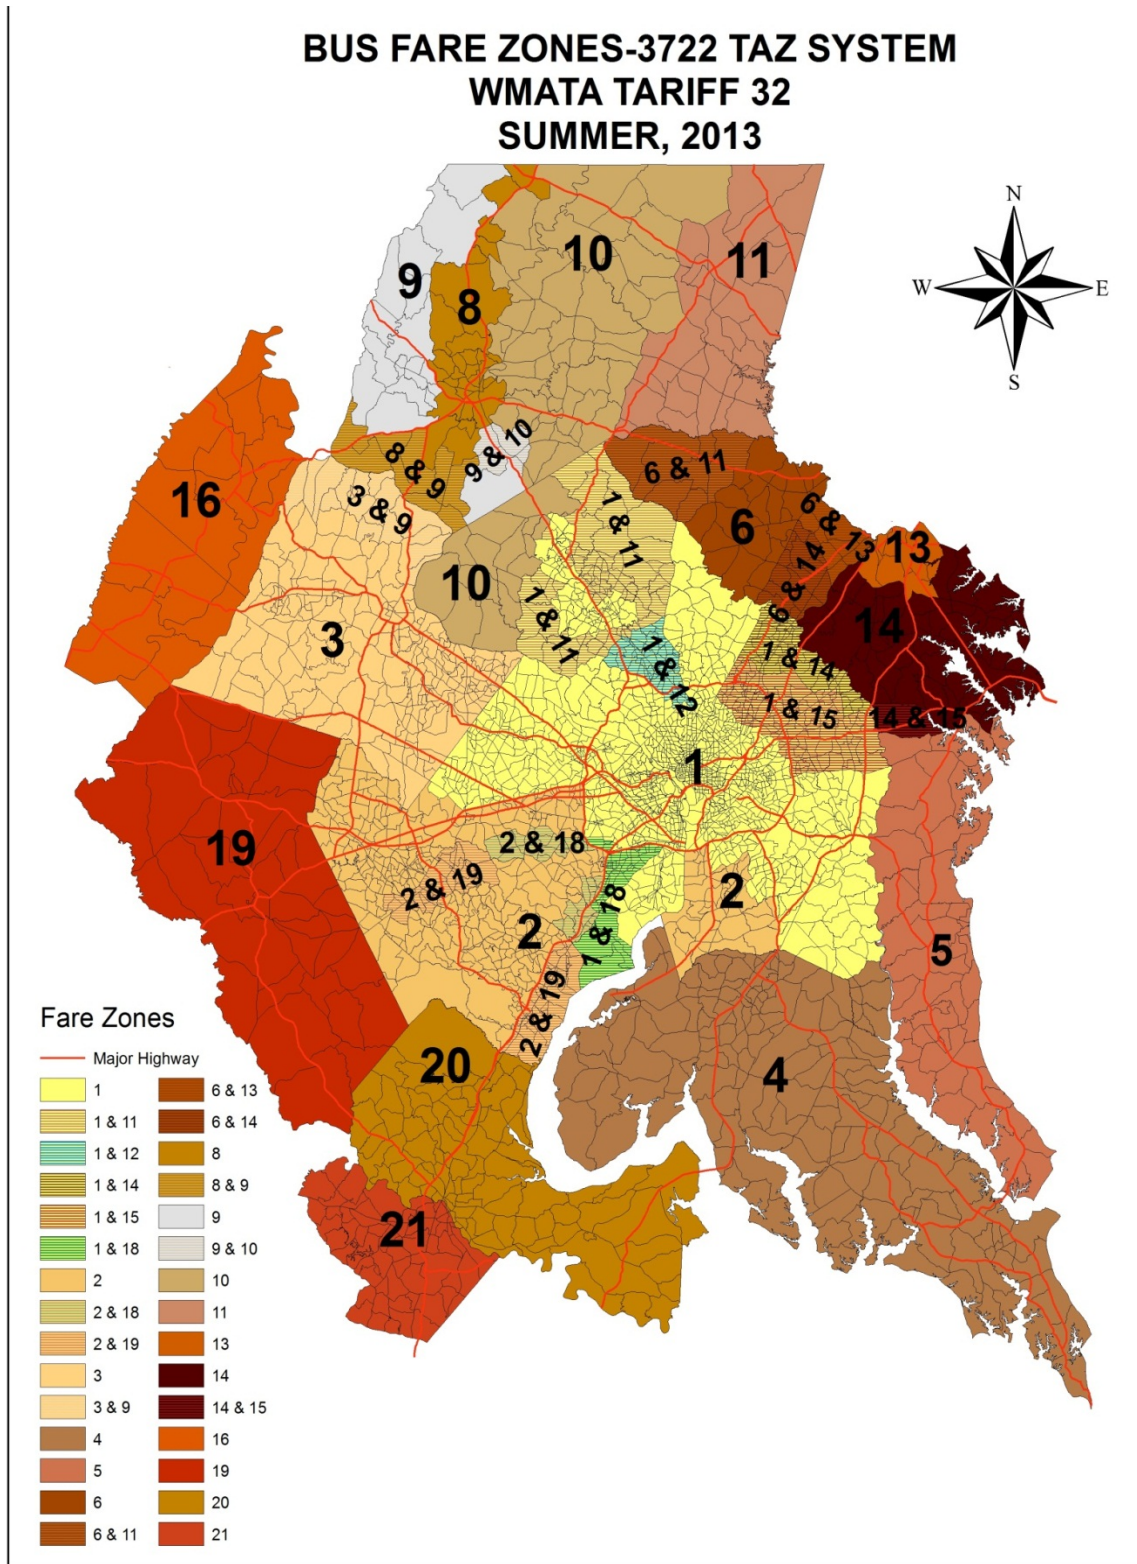 BUS FARE ZONES-3722 TAZ SYSTEM
WMATA TARIFF 32
SUMMER, 2013
N
W
E
S
9
8
10
11
16
8 & 9
9 & 10
3 & 9
6 & 11
6
6 & 13
13
6 & 14
14
1 & 11
10
1 & 11
3
1 & 12
1 & 14
1 & 15
14 & 15
1
19
2 & 18
2 & 19
2
1 & 18
2
5
2 & 19
20
4
21
Fare Zones
Major Highway
1
1 & 11
1 & 12
1 & 14
1 & 15
1 & 18
2
2 & 18
2 & 19
3
3 & 9
4
5
6
6 & 11
6 & 13
6 & 14
8
8 & 9
9
9 & 10
10
11
13
14
14 & 15
16
19
20
21